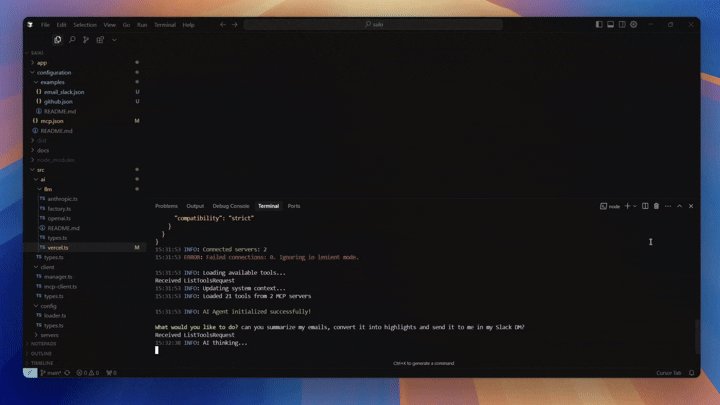 File Edit Selection View Go Run Terminal Help
saiki
SAIKI
app
configuration
examples
email_slack.json U
github.json U
README.md
mcp.json M
README.md
dist
docs
node_modules
src
ai
llm
anthropic.ts
factory.ts
openai.ts
README.md
types.ts
vercel.ts M
types.ts
client
manager.ts
mcp-client.ts
types.ts
config
loader.ts
types.ts
servers
NOTEPADS
OUTLINE
TIMELINE
Problems Output Debug Console Terminal Ports
node
"compatibility": "strict"
}
}
}
15:31:53 INFO: Connected servers: 2
15:31:53 ERROR: Failed connections: 0. Ignoring in lenient mode.
15:31:53 INFO: Loading available tools...
Received ListToolsRequest
15:31:53 INFO: Updating system context...
15:31:53 INFO: Loaded 21 tools from 2 MCP servers
15:31:53 INFO: AI Agent initialized successfully!
What would you like to do? can you summarize my emails, convert it into highlights and send it to me in my Slack DM?
Received ListToolsRequest
15:32:30 INFO: AI thinking...
Ctrl+K to generate a command
main* 0 0 0
Cursor Tab